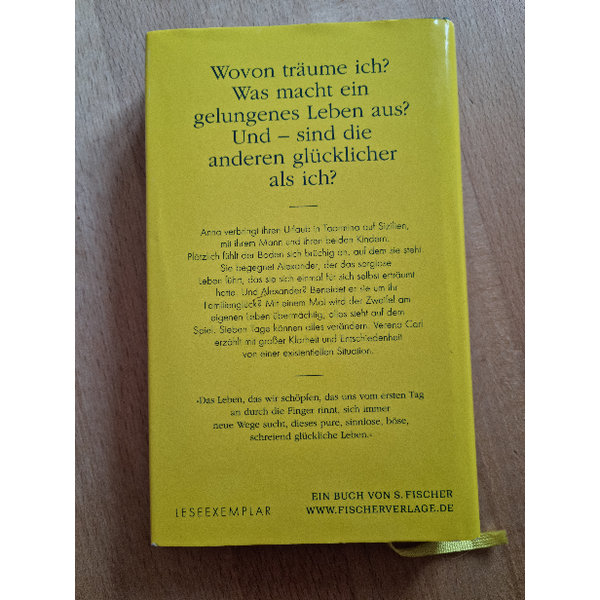 Wovon träume ich?
Was macht ein
gelungenes Leben aus?
Und – sind die
anderen glücklicher
als ich?
Anna verbringt ihren Urlaub in Taormina auf Sizilien,
mit ihrem Mann und ihren beiden Kindern.
Plötzlich fühlt der Boden sich brüchig an, auf dem sie steht.
Sie begegnet Alexander, der das sorglose
Leben führt, das sie sich einmal für sich selbst erträumt
hatte. Und Alexander? Beneidet er sie um ihr
Familienglück? Mit einem Mal wird der Zweifel am
eigenen Leben übermächtig, alles steht auf dem
Spiel. Sieben Tage können alles verändern. Verena Carl
erzählt mit großer Klarheit und Entschiedenheit
von einer existentiellen Situation.
›Das Leben, das wir schöpfen, das uns vom ersten Tag
an durch die Finger rinnt, sich immer
neue Wege sucht, dieses pure, sinnlose, böse,
schreiend glückliche Leben.‹
EIN BUCH VON S. FISCHER
LESEEXEMPLAR WWW.FISCHERVERLAGE.DE